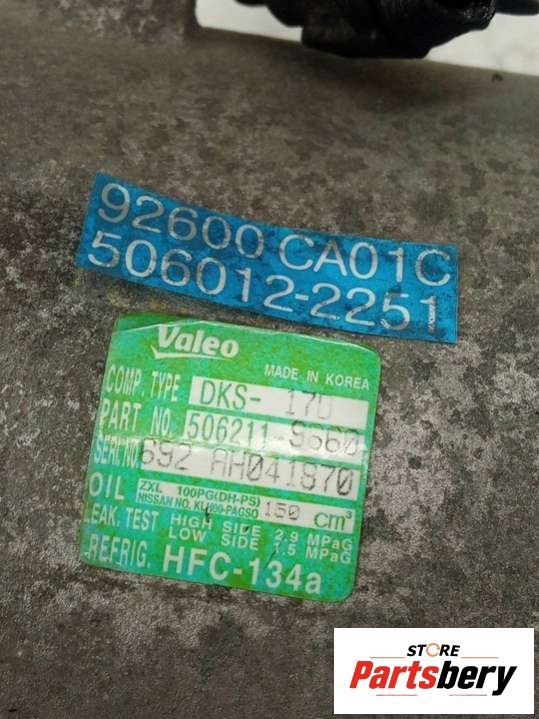 92600 CA01C
506012-2251
Valeo
MADE IN KOREA
COMP. TYPE DKS- 17D
PART NO. 506211 9660
SERI NO. 692 AH041870
OIL ZXL 100PG(DH-PS) 150 cm³
NISSAN NO. KLH00-PAGS0
LEAK. TEST HIGH SIDE 2.9 MPaG
LOW SIDE 1.5 MPaG
REFRIG. HFC-134a
STORE
Partsbery